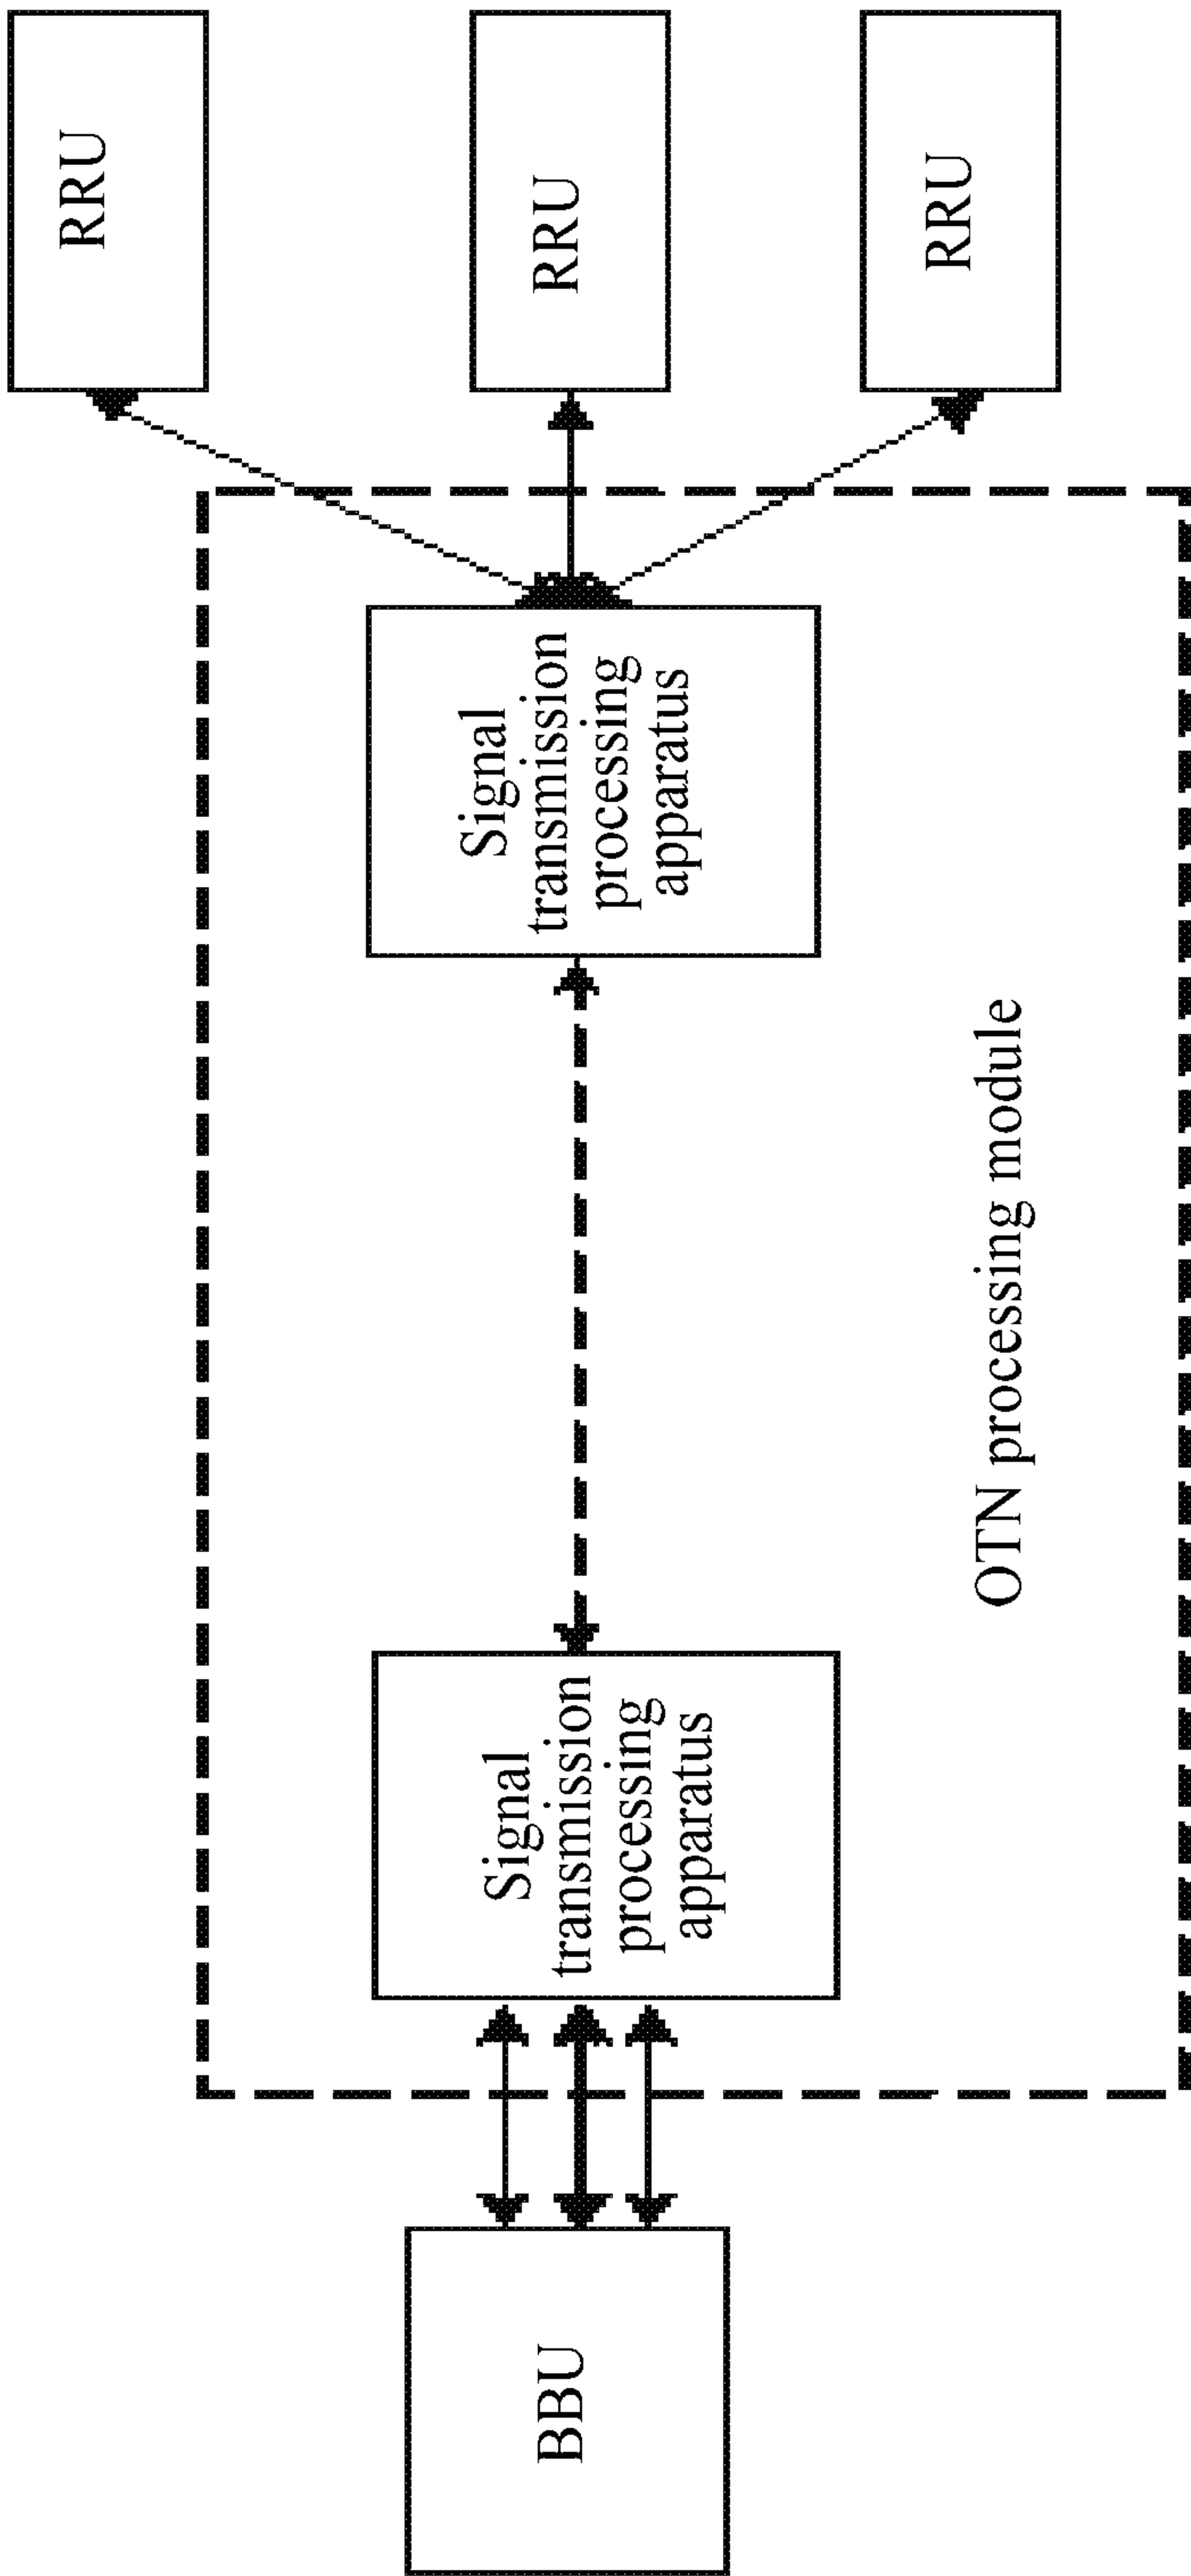 RRU
RRU
RRU
Signal
transmission
processing
apparatus
OTN processing module
Signal
transmission
processing
apparatus
BBU